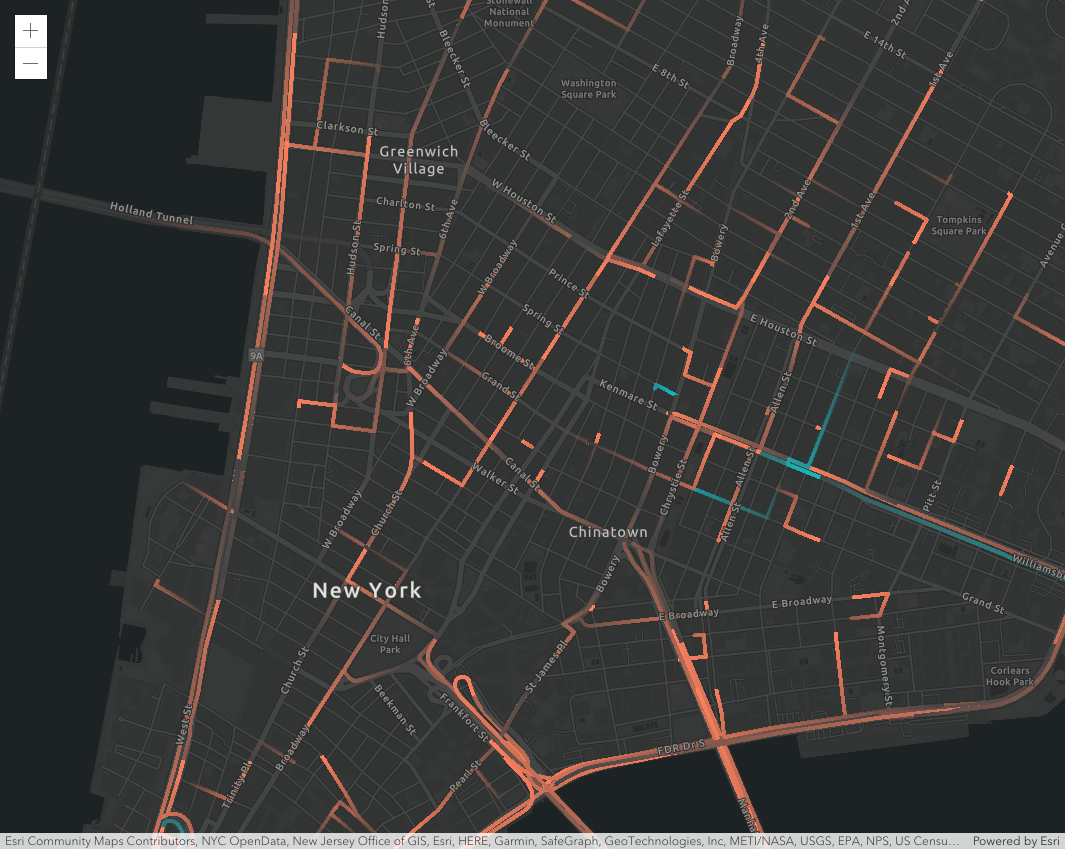 Stonewall
National
Monument
Hudson
Bleecker St
Broadway
4th Ave
2nd A
E 14th St
1st Ave
E 8th St
Washington
Square Park
Clarkson St
Greenwich
Village
Bleecker St
W Houston St
Charlton St
6th Ave
Holland Tunnel
Hudson St
Spring St
W Broadway
Lafayette St
Bowery
2nd Ave
1st Ave
Tompkins
Square Park
Avenue C
Prince St
Canal St
Spring St
E Houston St
9A
6th Ave
W Broadway
Broome St
Grand St
Kenmare St
Allen St
Bowery
Canal St
Walker St
Chrystie St
Allen St
Pitt St
W Broadway
Church St
Allen St
Chinatown
Williamsb
New York
Bowery
E Broadway
E Broadway
Grand St
City Hall
Park
Church St
St James Pl
Montgomery St
Corlears
Hook Park
Beekman St
Frankfort St
West St
Broadway
FDR Dr S
Trinity Pl
Pearl St
Manha
Esri Community Maps Contributors, NYC OpenData, New Jersey Office of GIS, Esri, HERE, Garmin, SafeGraph, GeoTechnologies, Inc, METI/NASA, USGS, EPA, NPS, US Censu…
Powered by Esri